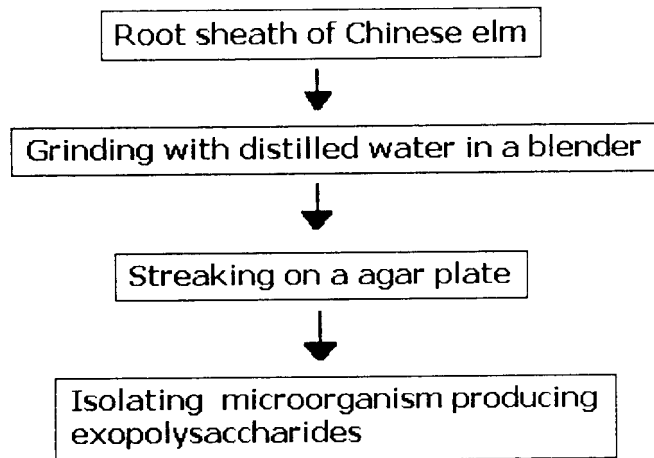 Root sheath of Chinese elm
Grinding with distilled water in a blender
Streaking on a agar plate
Isolating microorganism producing
exopolysaccharides